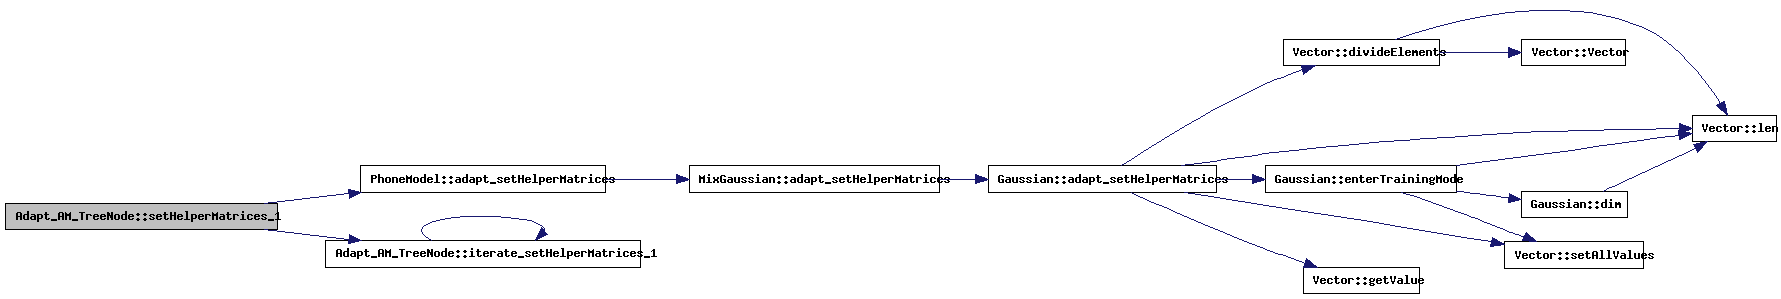 Adapt_AM_TreeNode::setHelperMatrices_1
PhoneModel::adapt_setHelperMatrices
Adapt_AM_TreeNode::iterate_setHelperMatrices_1
MixGaussian::adapt_setHelperMatrices
Gaussian::adapt_setHelperMatrices
Vector::divideElements
Gaussian::enterTrainingMode
Vector::getValue
Vector::Vector
Gaussian::dim
Vector::setAllValues
Vector::len